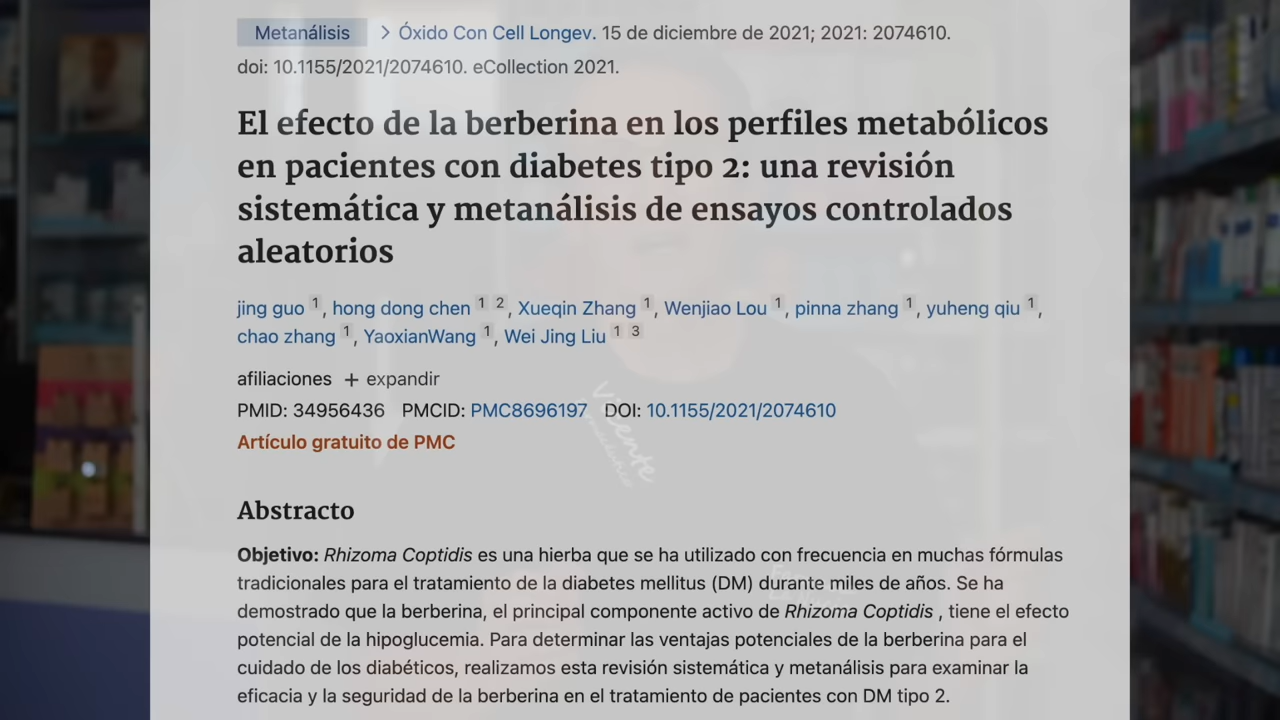 Metanálisis > Óxido Con Cell Longev. 15 de diciembre de 2021; 2021: 2074610.
doi: 10.1155/2021/2074610. eCollection 2021.
El efecto de la berberina en los perfiles metabólicos
en pacientes con diabetes tipo 2: una revisión
sistemática y metanálisis de ensayos controlados
aleatorios
jing guo 1, hong dong chen 1 2, Xueqin Zhang 1, Wenjiao Lou 1, pinna zhang 1, yuheng qiu 1,
chao zhang 1, YaoxianWang 1, Wei Jing Liu 1 3
afiliaciones + expandir
PMID: 34956436 PMCID: PMC8696197 DOI: 10.1155/2021/2074610
Artículo gratuito de PMC
Vicente
Abstracto
Objetivo: Rhizoma Coptidis es una hierba que se ha utilizado con frecuencia en muchas fórmulas
tradicionales para el tratamiento de la diabetes mellitus (DM) durante miles de años. Se ha
demostrado que la berberina, el principal componente activo de Rhizoma Coptidis , tiene el efecto
potencial de la hipoglucemia. Para determinar las ventajas potenciales de la berberina para el
cuidado de los diabéticos, realizamos esta revisión sistemática y metanálisis para examinar la
eficacia y la seguridad de la berberina en el tratamiento de pacientes con DM tipo 2.